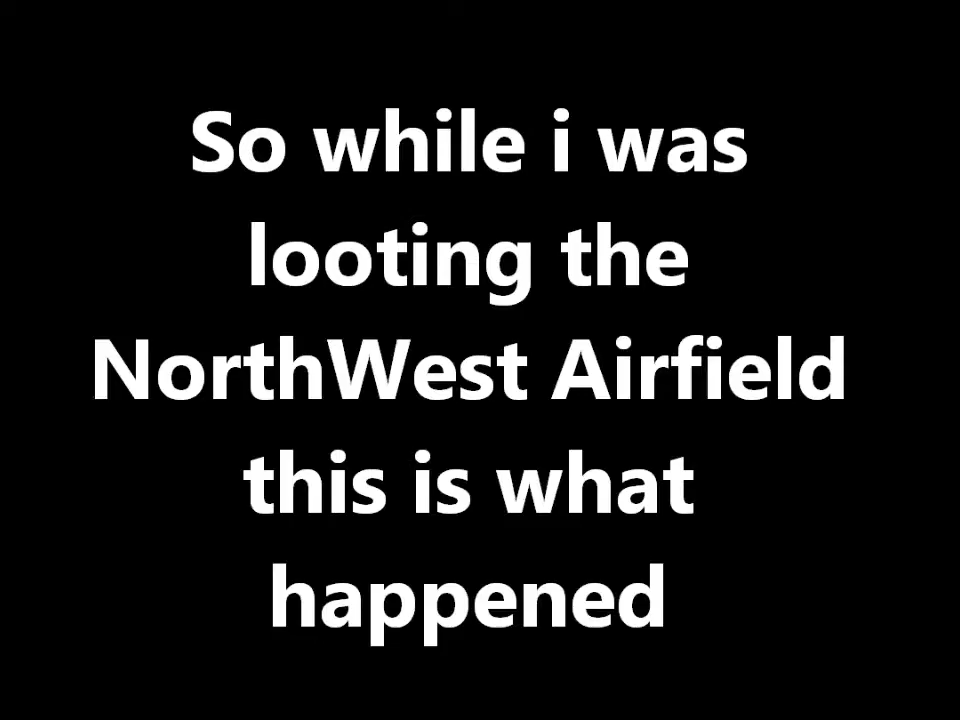 So while i was
looting the
NorthWest Airfield
this is what
happened